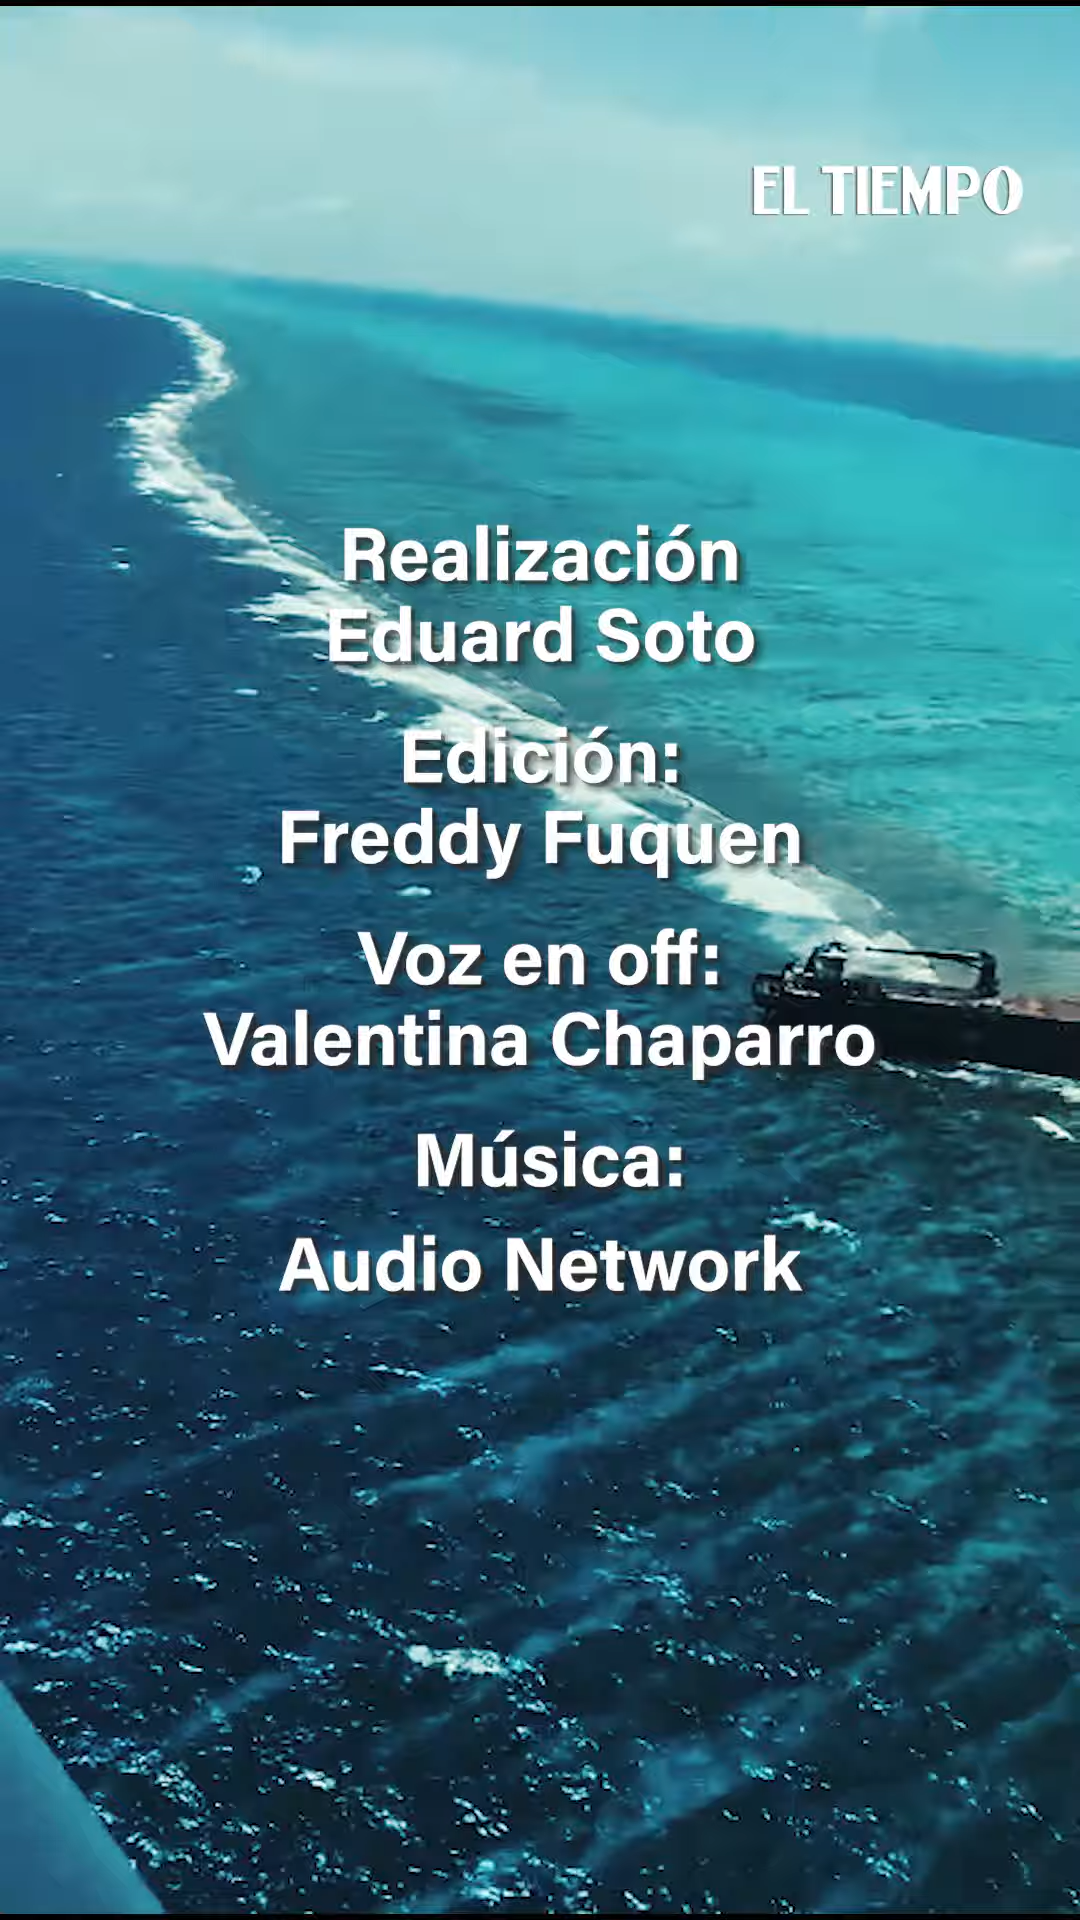 EL TIEMPO
Realización
Eduard Soto
Edición:
Freddy Fuquen
Voz en off:
Valentina Chaparro
Música:
Audio Network